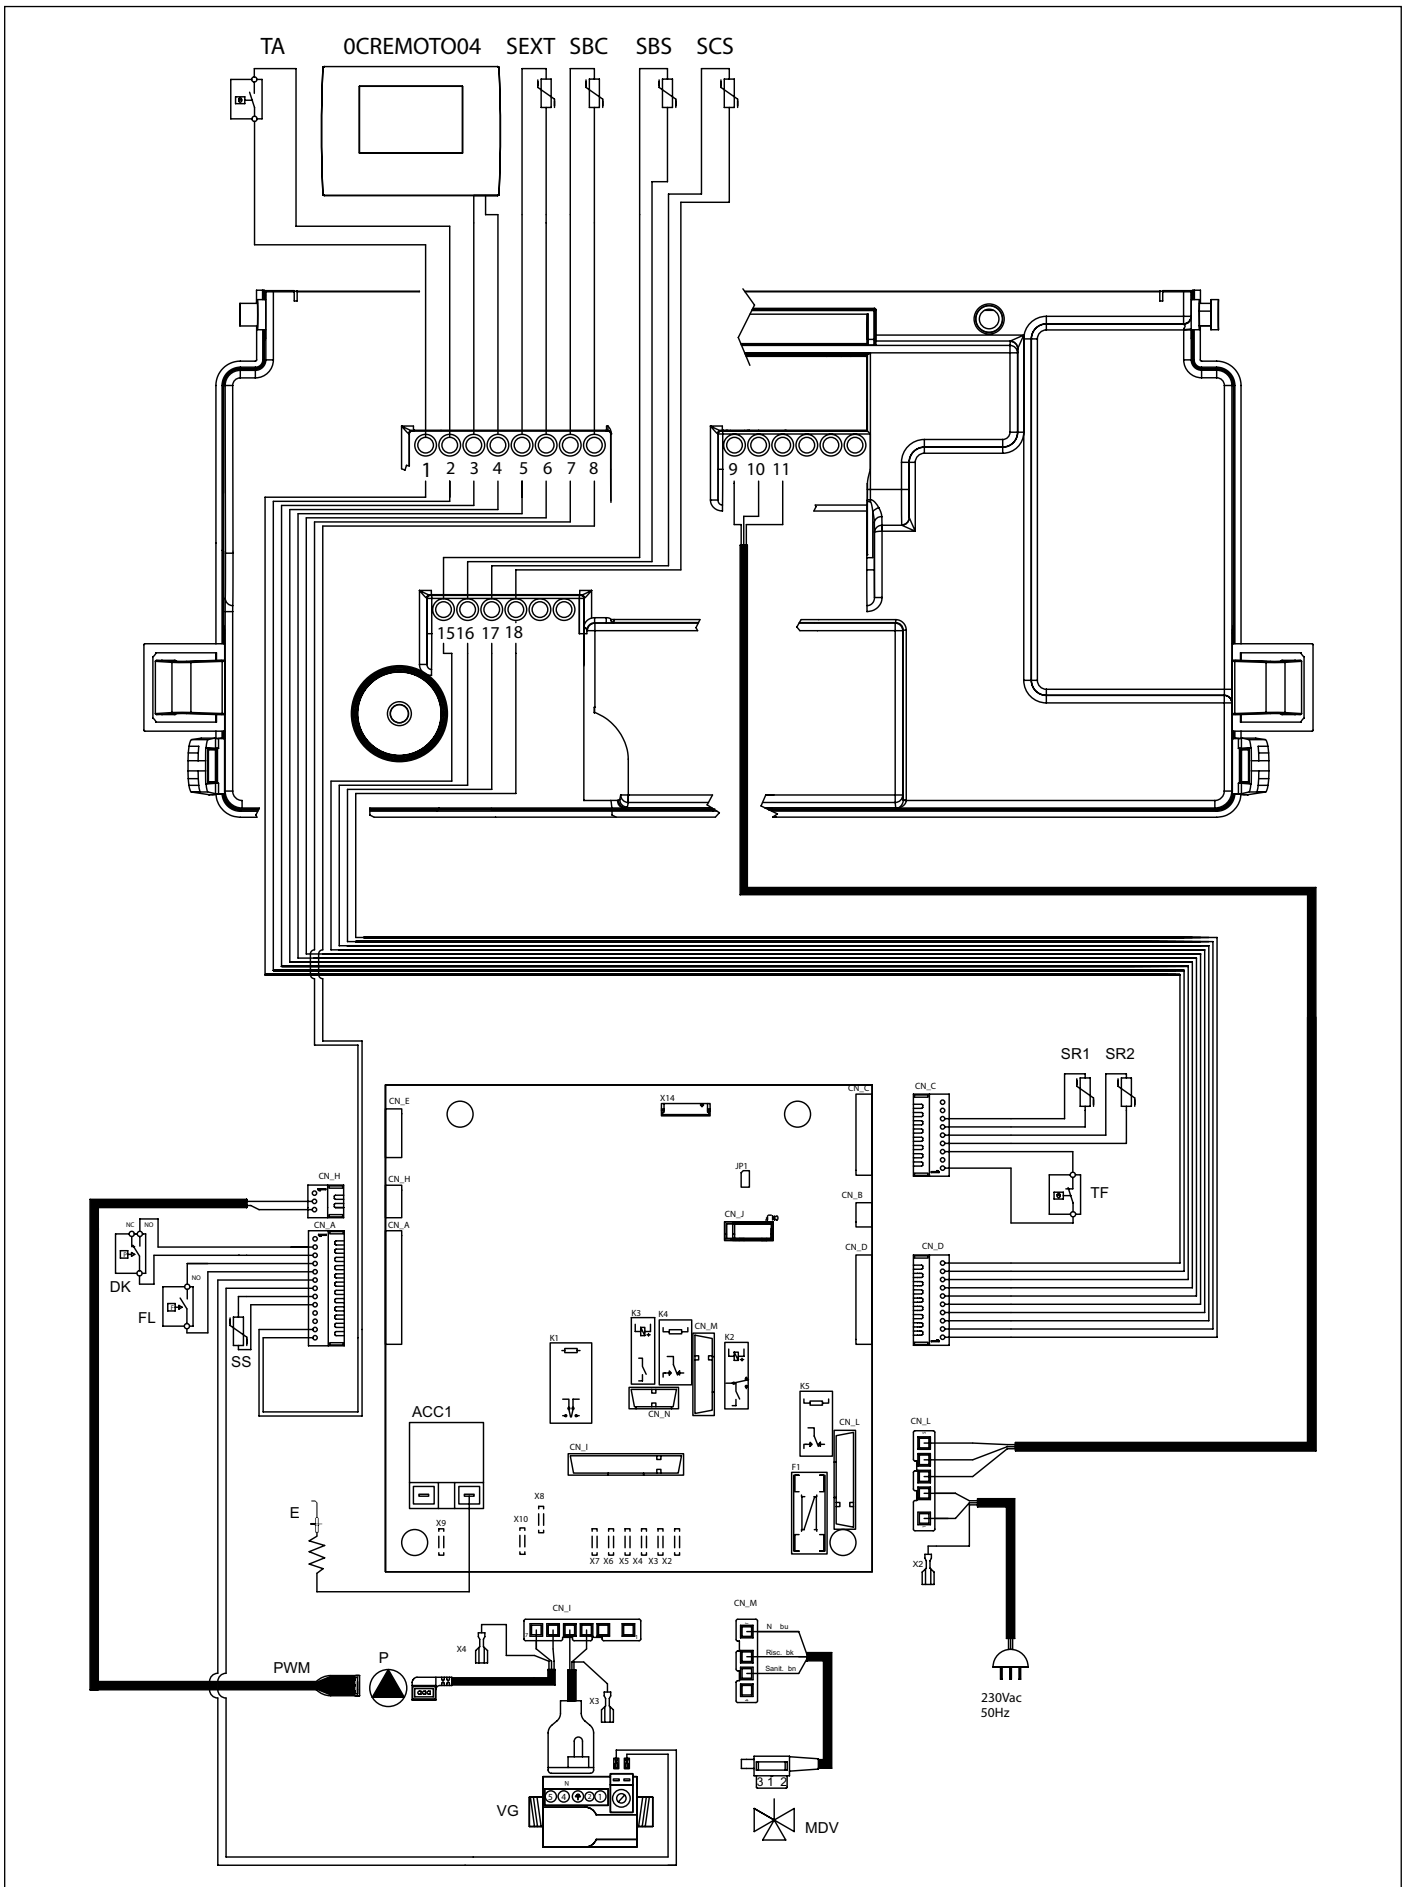 TA 0CREMOTO04 SEXT SBC SBS SCS
1 2 3 4 5 6 7 8
9 10 11
15 16 17 18
SR1 SR2
CN_C
TF
CN_D
CN_E
X14
CN_C
JP1
CN_H
CN_H
CN_B
CN_A
CN_A
CN_J
CN_D
NC NO
DK
NO
FL
SS
K3 K4
CN_M
K2
K1
K5
CN_N
CN_L
CN_L
ACC1
CN_I
F1
E
X9
X10
X8
X7 X6 X5 X4 X3 X2
X2
CN_I
X4
CN_M
N bu
Risc. bk
Sanit. bn
PWM
P
X3
230Vac
50Hz
3 1 2
N
5 4 2 1
VG
MDV